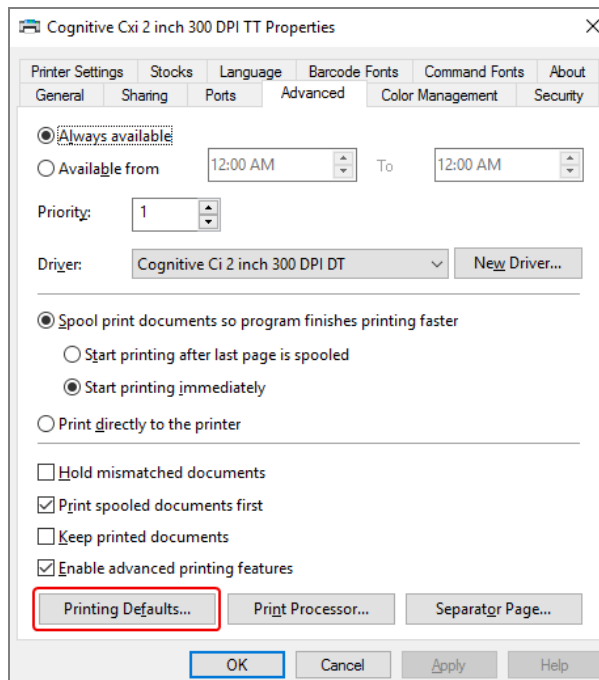 Cognitive Cxi 2 inch 300 DPI TT Properties
Printer Settings Stocks Language Barcode Fonts Command Fonts About
General Sharing Ports Advanced Color Management Security
Always available
Available from 12:00 AM To 12:00 AM
Priority: 1
Driver: Cognitive Ci 2 inch 300 DPI DT New Driver...
Spool print documents so program finishes printing faster
Start printing after last page is spooled
Start printing immediately
Print directly to the printer
Hold mismatched documents
Print spooled documents first
Keep printed documents
Enable advanced printing features
Printing Defaults... Print Processor... Separator Page...
OK Cancel Apply Help